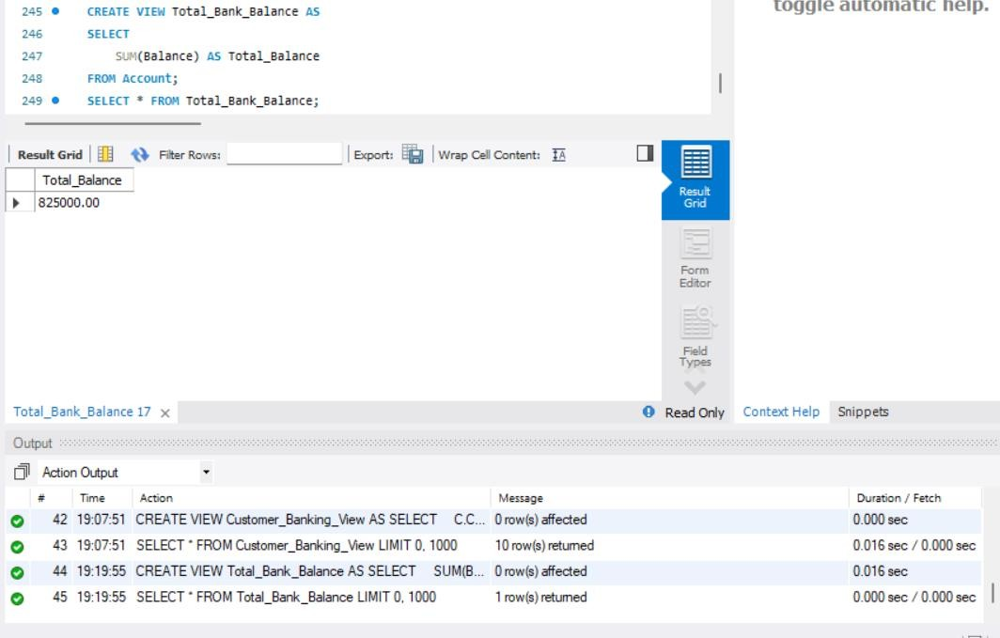 toggle automatic help.
245 CREATE VIEW Total_Bank_Balance AS
246 SELECT
247 SUM(Balance) AS Total_Balance
248 FROM Account;
249 SELECT * FROM Total_Bank_Balance;
Result Grid Filter Rows: Export: Wrap Cell Content: IA
Total_Balance
825000.00
Result
Grid
Form
Editor
Field
Types
Total_Bank_Balance 17 × Read Only Context Help Snippets
Output
Action Output
# Time Action Message Duration / Fetch
42 19:07:51 CREATE VIEW Customer_Banking_View AS SELECT C.C... 0 row(s) affected 0.000 sec
43 19:07:51 SELECT * FROM Customer_Banking_View LIMIT 0, 1000 10 row(s) returned 0.016 sec / 0.000 sec
44 19:19:55 CREATE VIEW Total_Bank_Balance AS SELECT SUM(B... 0 row(s) affected 0.016 sec
45 19:19:55 SELECT * FROM Total_Bank_Balance LIMIT 0, 1000 1 row(s) returned 0.000 sec / 0.000 sec